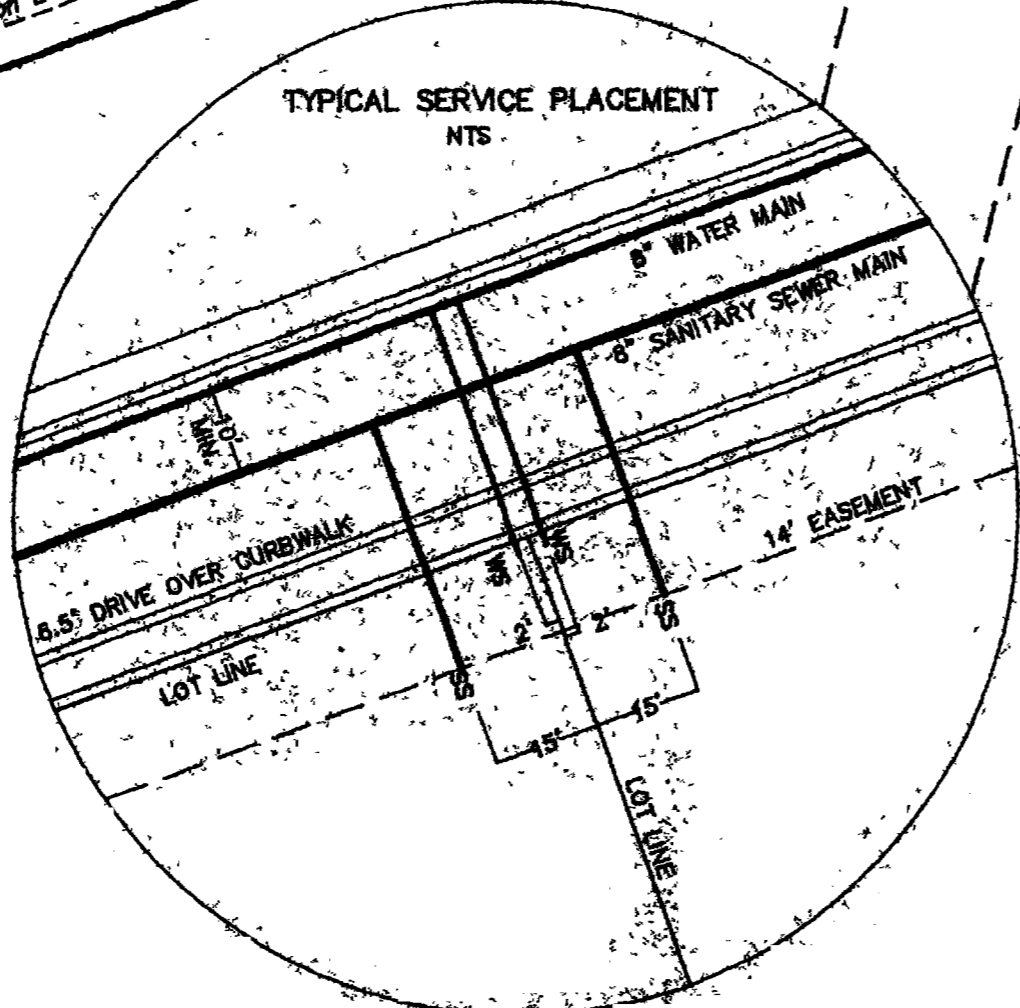 TYPICAL SERVICE PLACEMENT
NTS
8" WATER MAIN
8" SANITARY SEWER MAIN
10'
MIN.
6.5' DRIVE OVER CURBWALK
14' EASEMENT
LOT LINE
WS
WS
SS
SS
2'
2'
15'
15'
LOT LINE